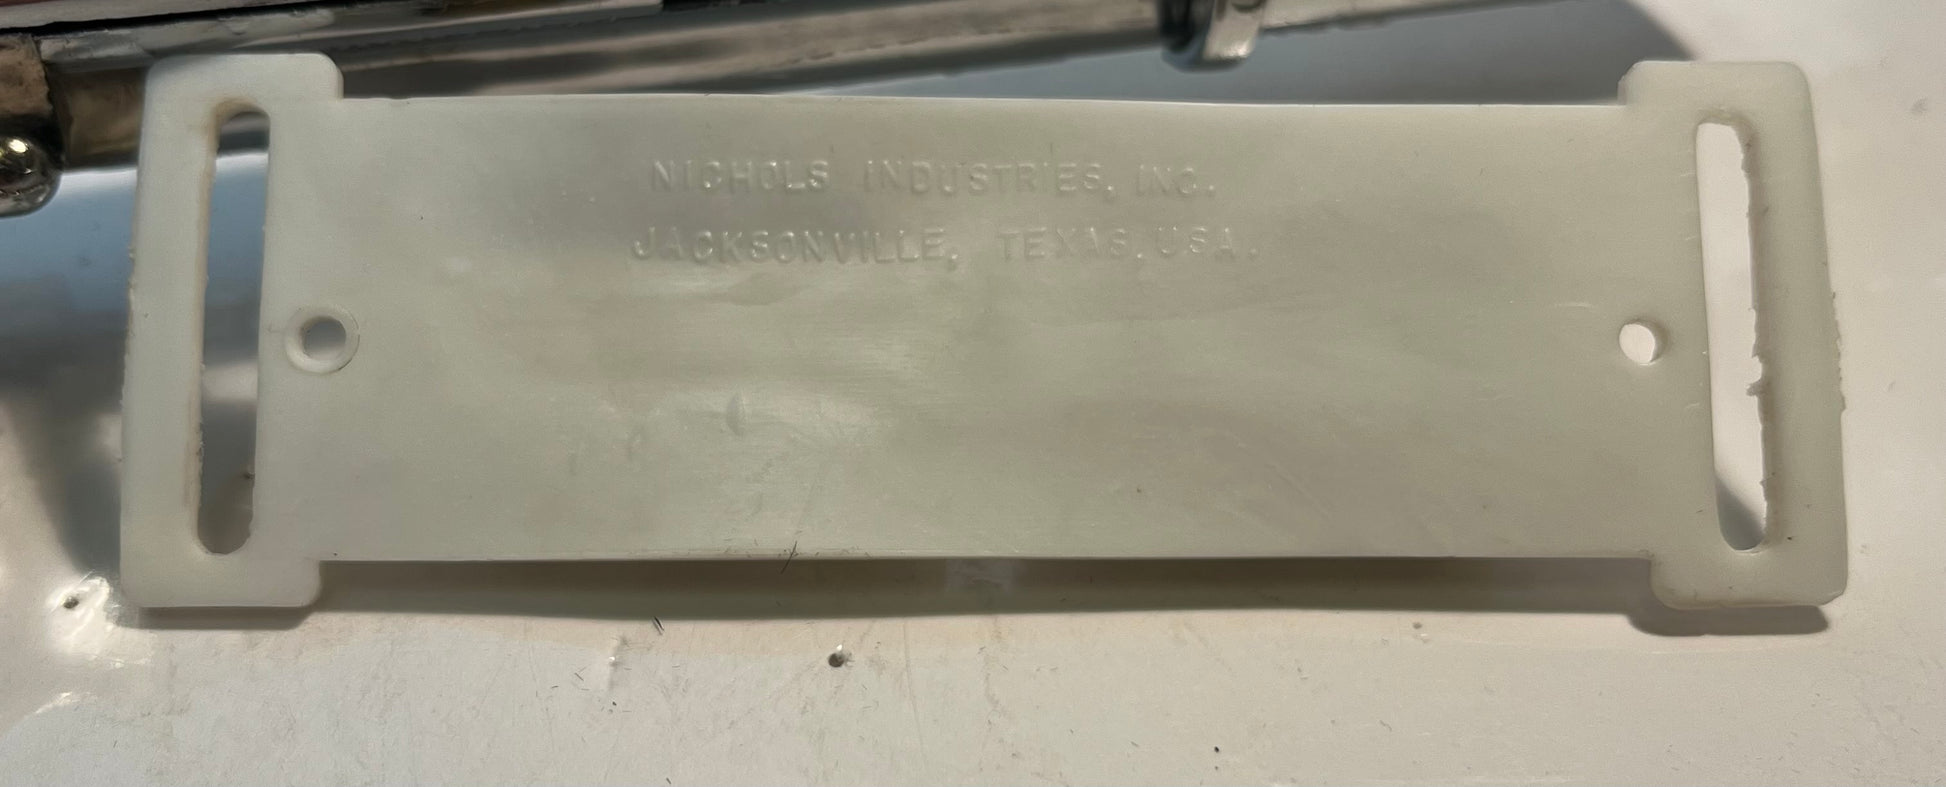 NICHOLS INDUSTRIES, INC.
JACKSONVILLE, TEXAS, USA.